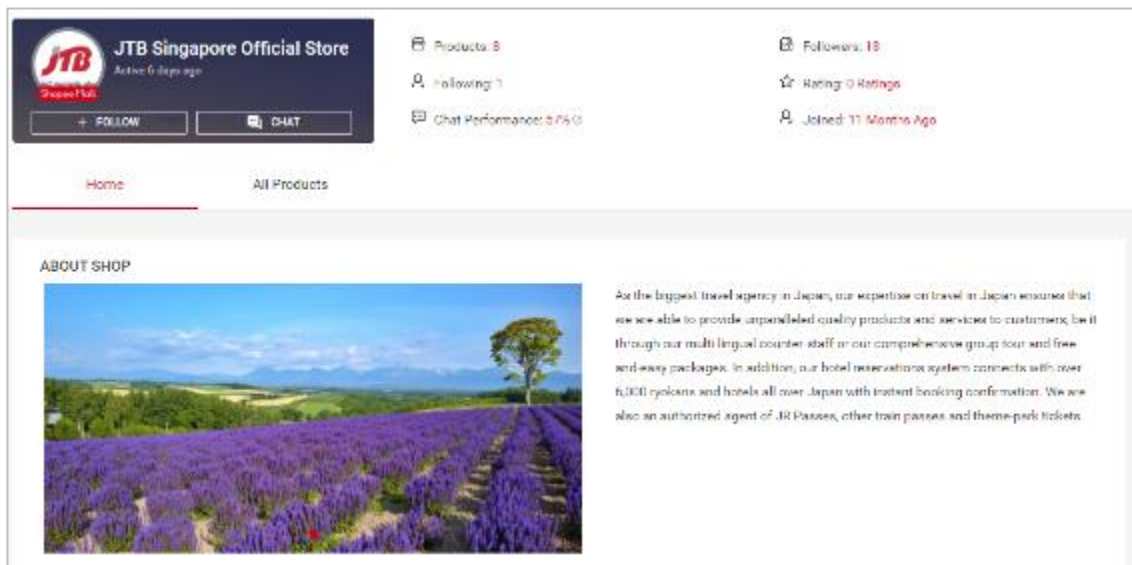 JTB
Shopee Mall
JTB Singapore Official Store
Active 6 days ago
+ FOLLOW
CHAT
Products: 8
Following: 1
Chat Performance: 57%
Followers: 18
Rating: 0 Ratings
Joined: 11 Months Ago
Home
All Products
ABOUT SHOP
As the biggest travel agency in Japan, our expertise on travel in Japan ensures that
we are able to provide unparalleled quality products and services to customers, be it
through our multi lingual counter staff or our comprehensive group tour and free
and easy packages. In addition, our hotel reservations system connects with over
6,000 ryokans and hotels all over Japan with instant booking confirmation. We are
also an authorized agent of JR Passes, other train passes and theme-park tickets.